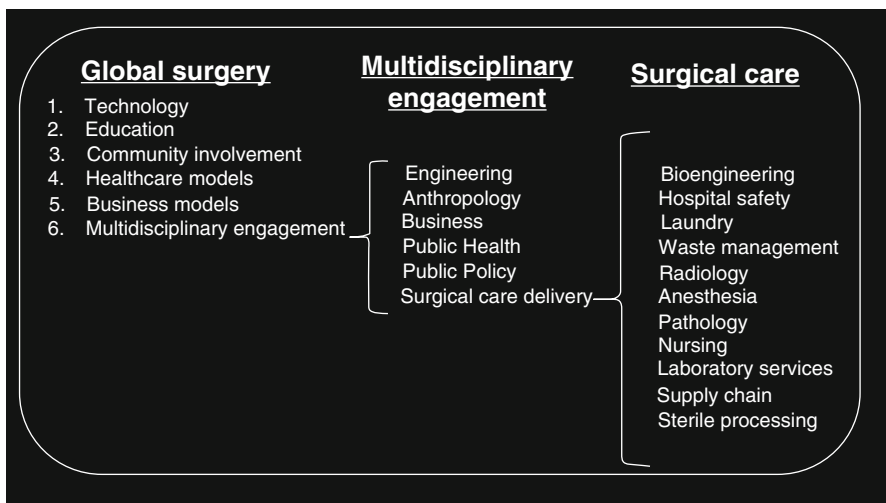 Global surgery
1. Technology
2. Education
3. Community involvement
4. Healthcare models
5. Business models
6. Multidisciplinary engagement
Multidisciplinary
engagement
Engineering
Anthropology
Business
Public Health
Public Policy
Surgical care delivery
Surgical care
Bioengineering
Hospital safety
Laundry
Waste management
Radiology
Anesthesia
Pathology
Nursing
Laboratory services
Supply chain
Sterile processing